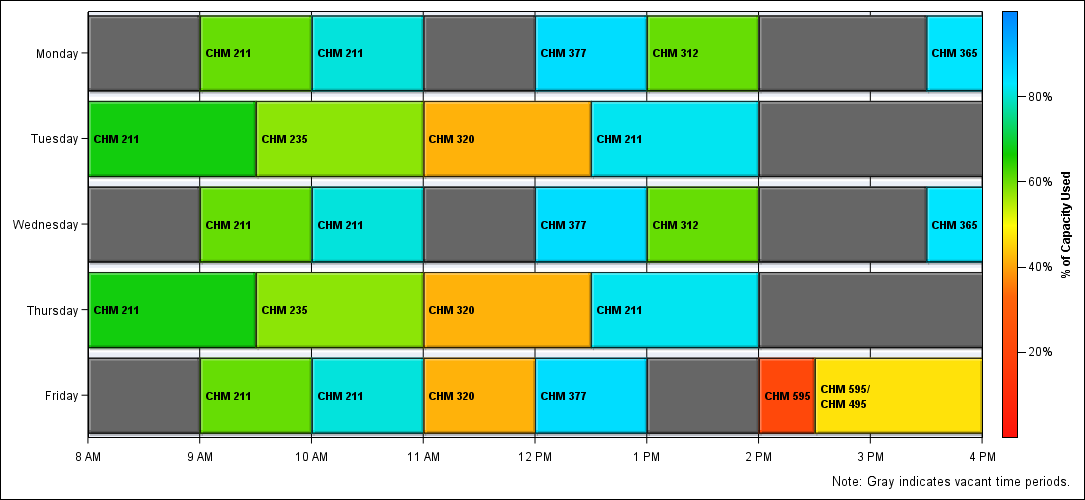 Monday CHM 211 CHM 211 CHM 377 CHM 312 CHM 365
80%
Tuesday CHM 211 CHM 235 CHM 320 CHM 211
60%
Wednesday CHM 211 CHM 211 CHM 377 CHM 312 CHM 365
% of Capacity Used
40%
Thursday CHM 211 CHM 235 CHM 320 CHM 211
20%
Friday CHM 211 CHM 211 CHM 320 CHM 377 CHM 595 CHM 595/
CHM 495
8 AM 9 AM 10 AM 11 AM 12 PM 1 PM 2 PM 3 PM 4 PM
Note: Gray indicates vacant time periods.